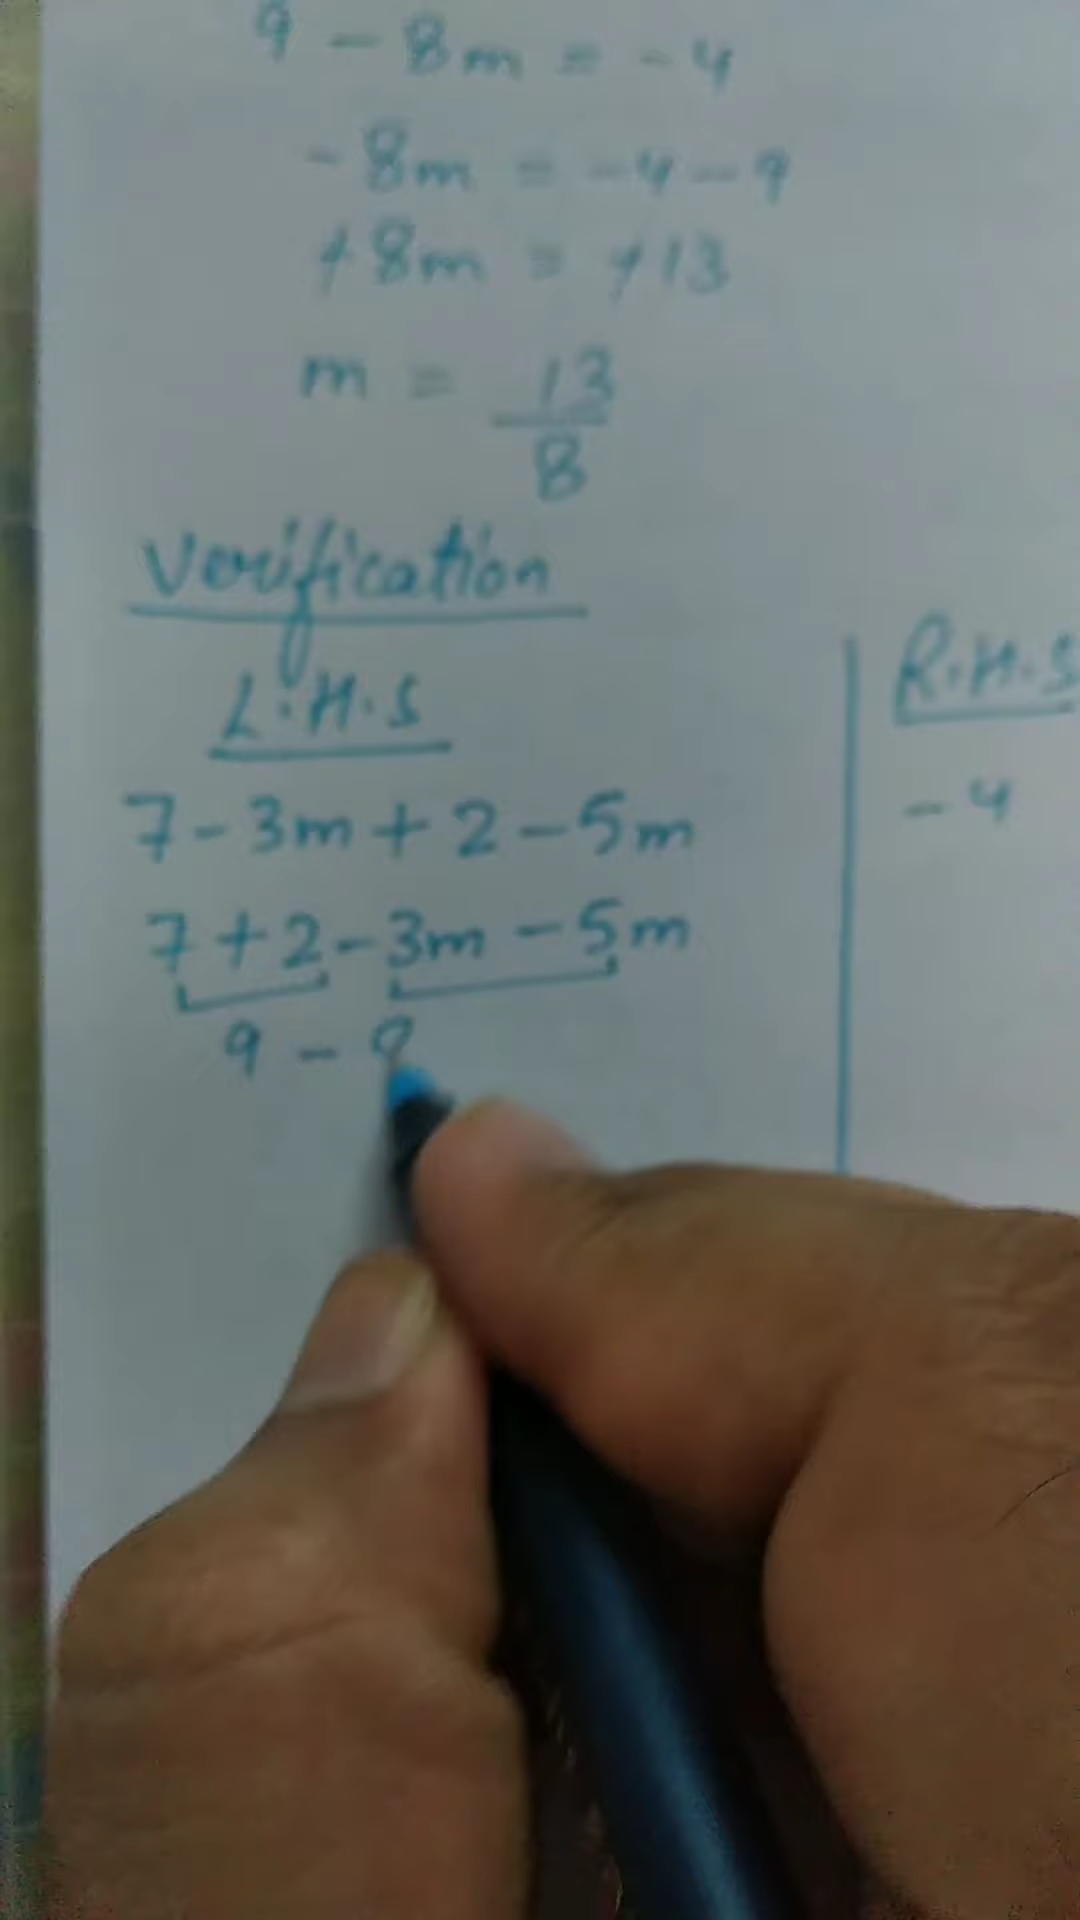 9 - 8m = -4
-8m = -4-9
+8m = +13
m = 13/8
Verification
L.H.S
R.H.S
7-3m+2-5m
-4
7+2-3m-5m
9 - 8